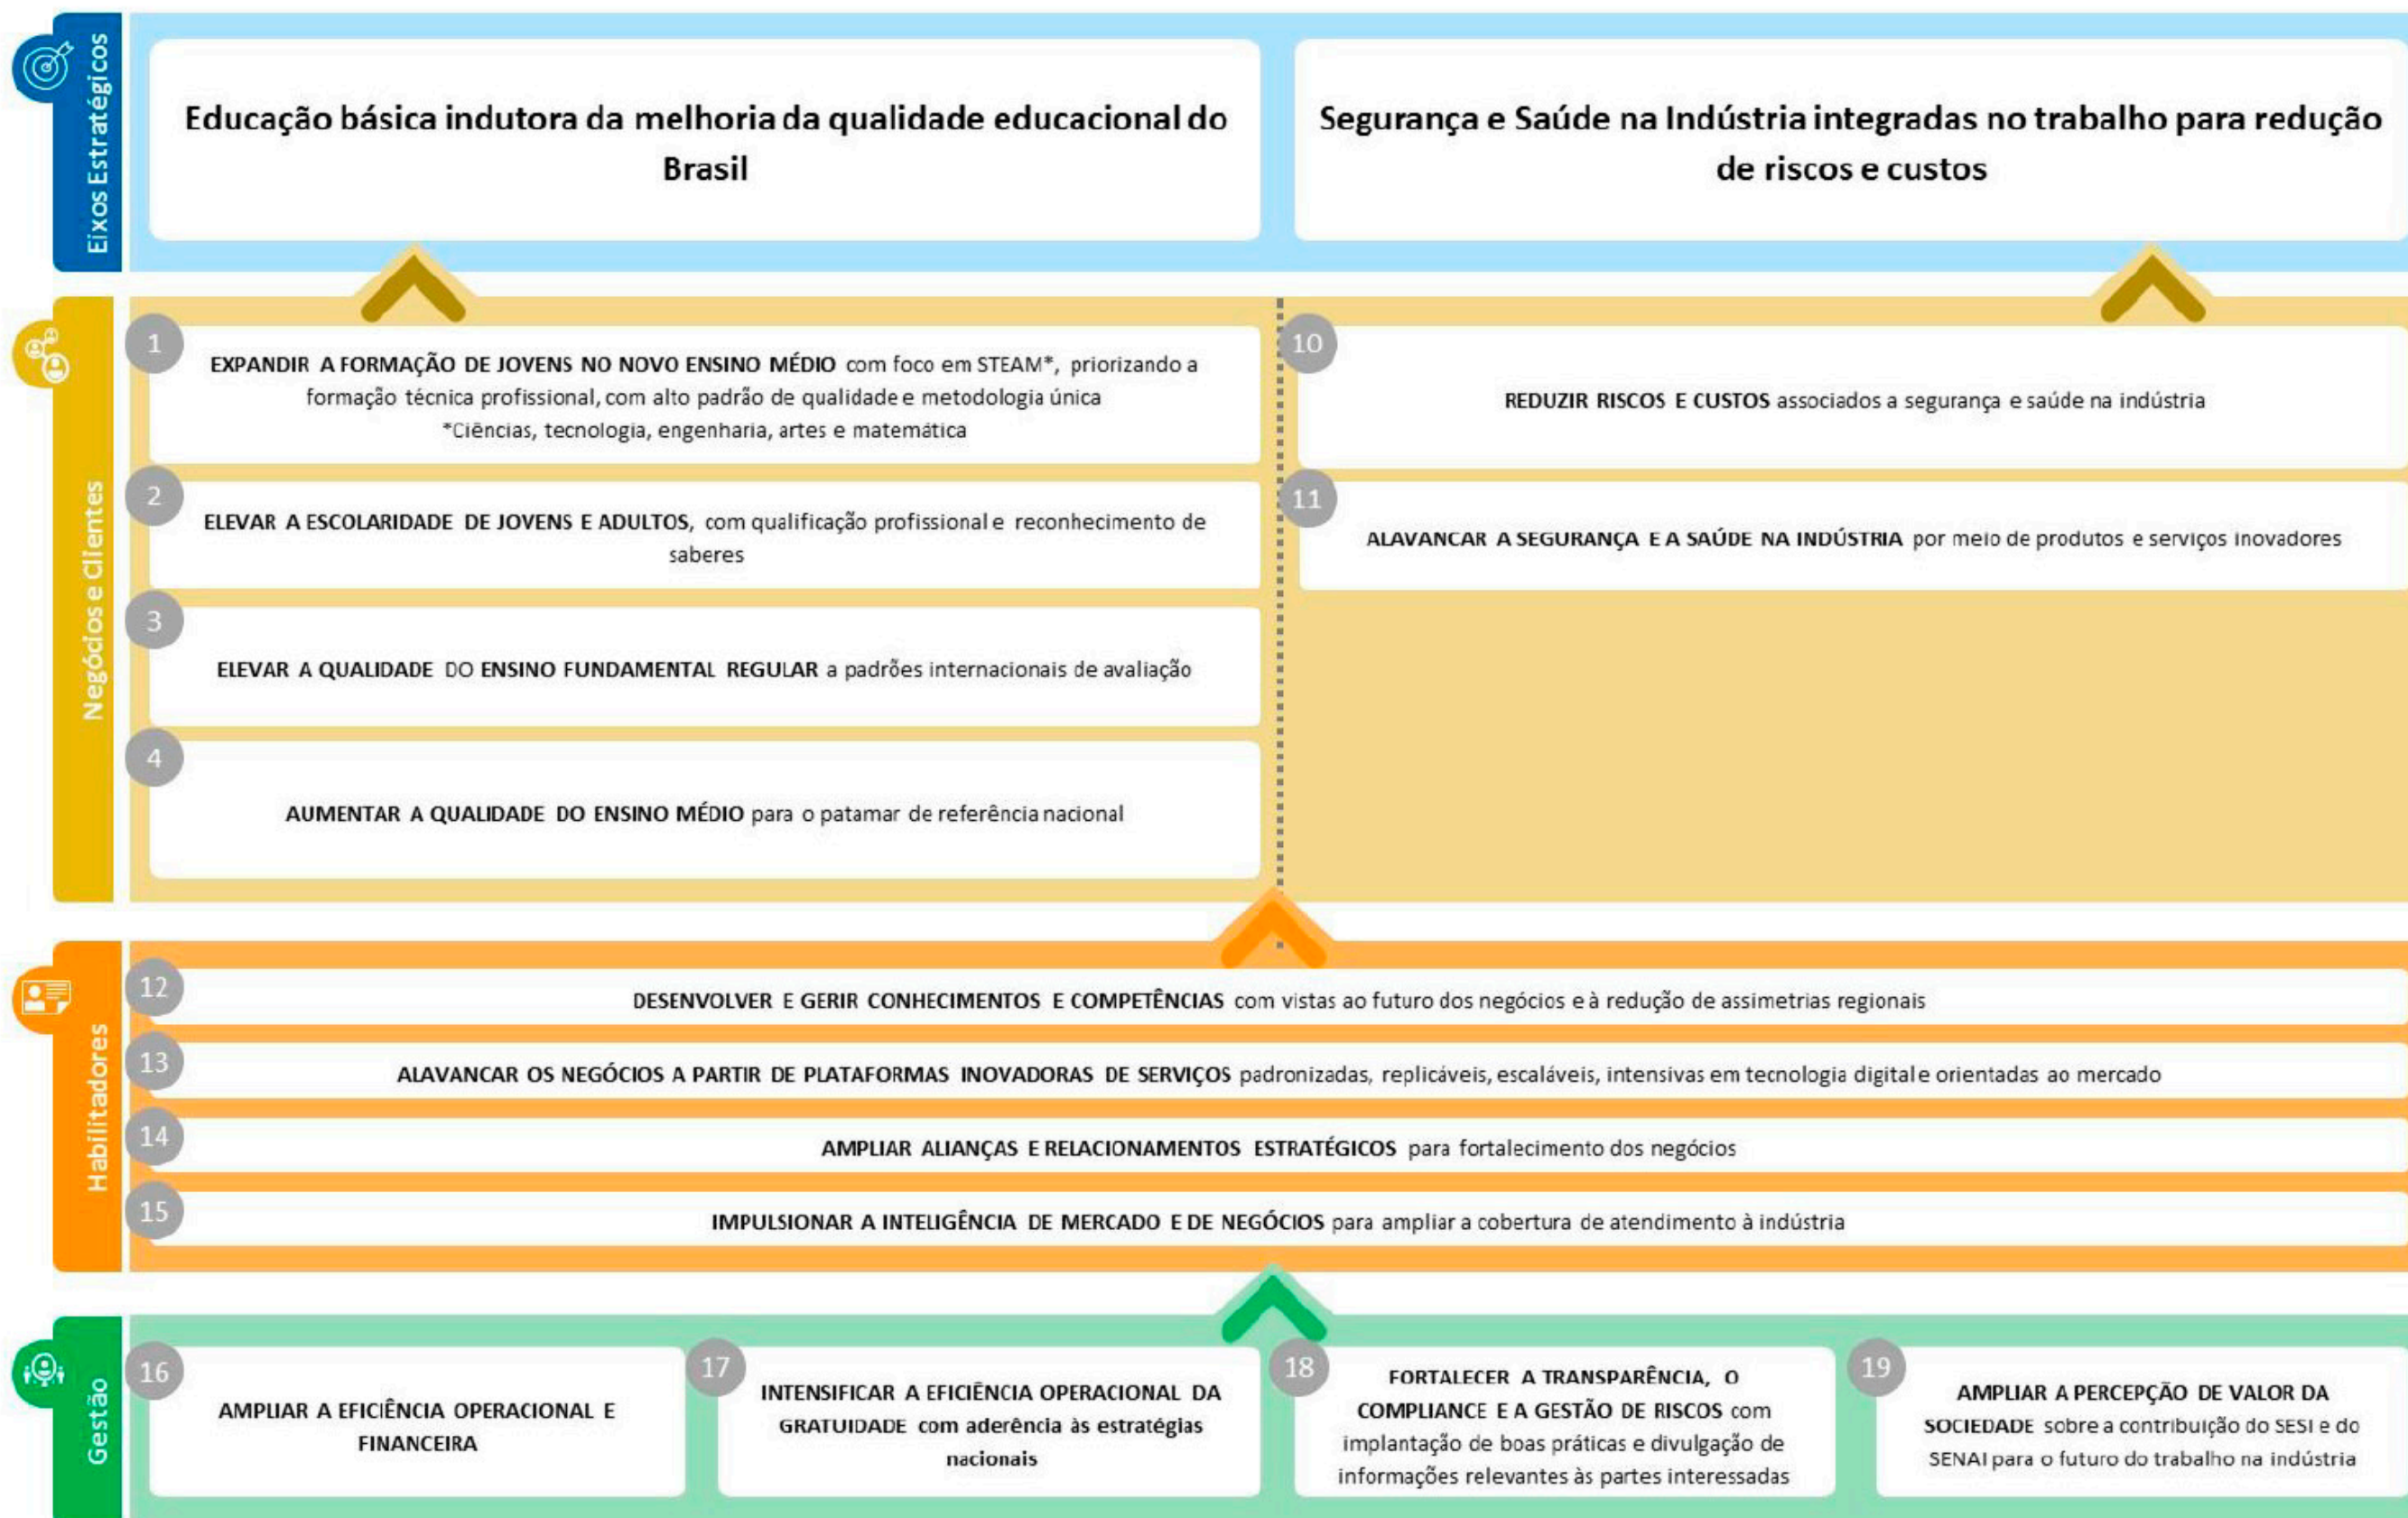 Eixos Estratégicos
Educação básica indutora da melhoria da qualidade educacional do
Brasil
Segurança e Saúde na Indústria integradas no trabalho para redução
de riscos e custos
Negócios e Clientes
1
EXPANDIR A FORMAÇÃO DE JOVENS NO NOVO ENSINO MÉDIO com foco em STEAM*, priorizando a
formação técnica profissional, com alto padrão de qualidade e metodologia única
*Ciências, tecnologia, engenharia, artes e matemática
2
ELEVAR A ESCOLARIDADE DE JOVENS E ADULTOS, com qualificação profissional e reconhecimento de
saberes
3
ELEVAR A QUALIDADE DO ENSINO FUNDAMENTAL REGULAR a padrões internacionais de avaliação
4
AUMENTAR A QUALIDADE DO ENSINO MÉDIO para o patamar de referência nacional
10
REDUZIR RISCOS E CUSTOS associados a segurança e saúde na indústria
11
ALAVANCAR A SEGURANÇA E A SAÚDE NA INDÚSTRIA por meio de produtos e serviços inovadores
Habilitadores
12
DESENVOLVER E GERIR CONHECIMENTOS E COMPETÊNCIAS com vistas ao futuro dos negócios e à redução de assimetrias regionais
13
ALAVANCAR OS NEGÓCIOS A PARTIR DE PLATAFORMAS INOVADORAS DE SERVIÇOS padronizadas, replicáveis, escaláveis, intensivas em tecnologia digital e orientadas ao mercado
14
AMPLIAR ALIANÇAS E RELACIONAMENTOS ESTRATÉGICOS para fortalecimento dos negócios
15
IMPULSIONAR A INTELIGÊNCIA DE MERCADO E DE NEGÓCIOS para ampliar a cobertura de atendimento à indústria
Gestão
16
AMPLIAR A EFICIÊNCIA OPERACIONAL E
FINANCEIRA
17
INTENSIFICAR A EFICIÊNCIA OPERACIONAL DA
GRATUIDADE com aderência às estratégias
nacionais
18
FORTALECER A TRANSPARÊNCIA, O
COMPLIANCE E A GESTÃO DE RISCOS com
implantação de boas práticas e divulgação de
informações relevantes às partes interessadas
19
AMPLIAR A PERCEPÇÃO DE VALOR DA
SOCIEDADE sobre a contribuição do SESI e do
SENAI para o futuro do trabalho na indústria